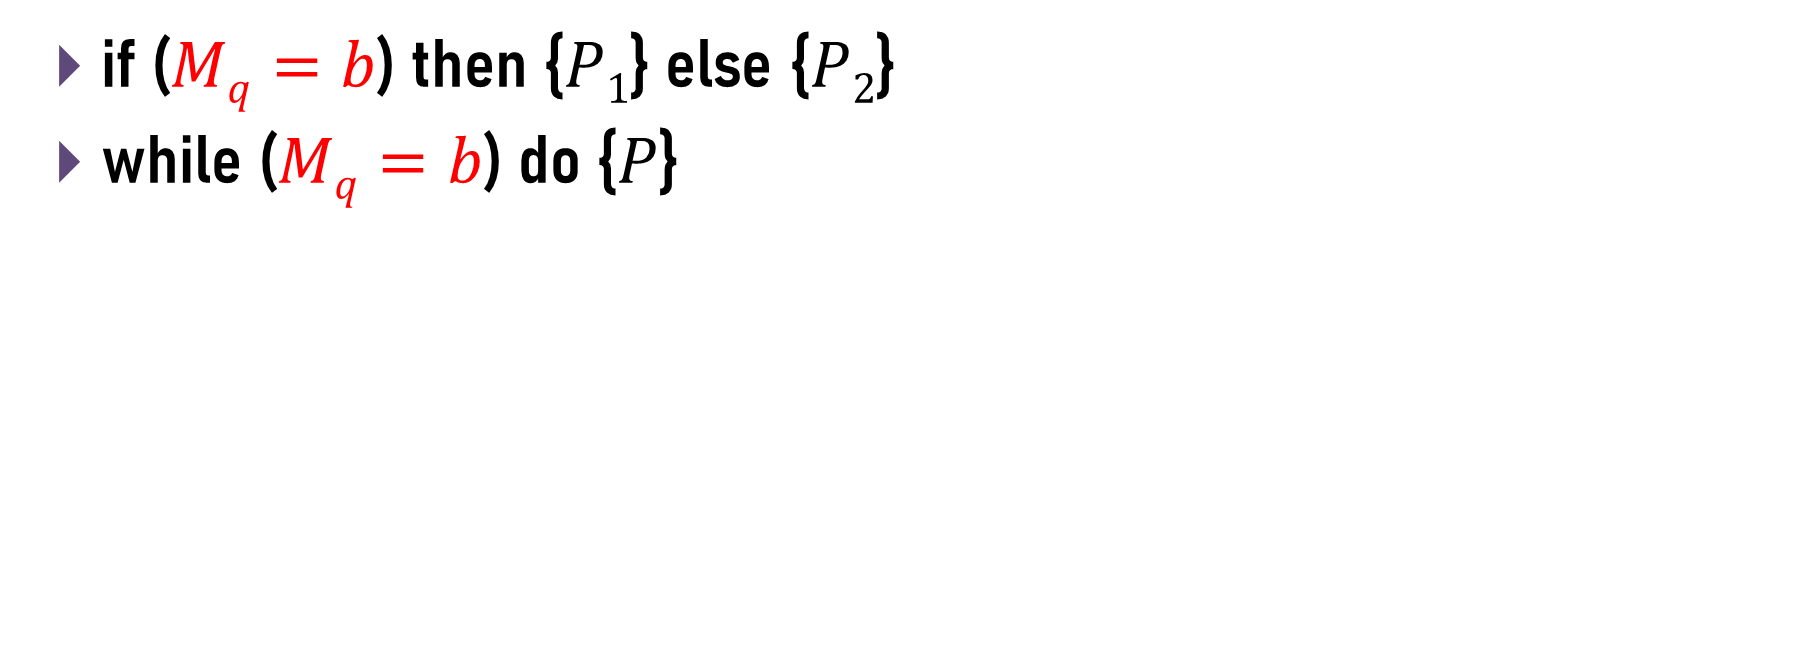 if (M_q = b) then {P_1} else {P_2}
while (M_q = b) do {P}